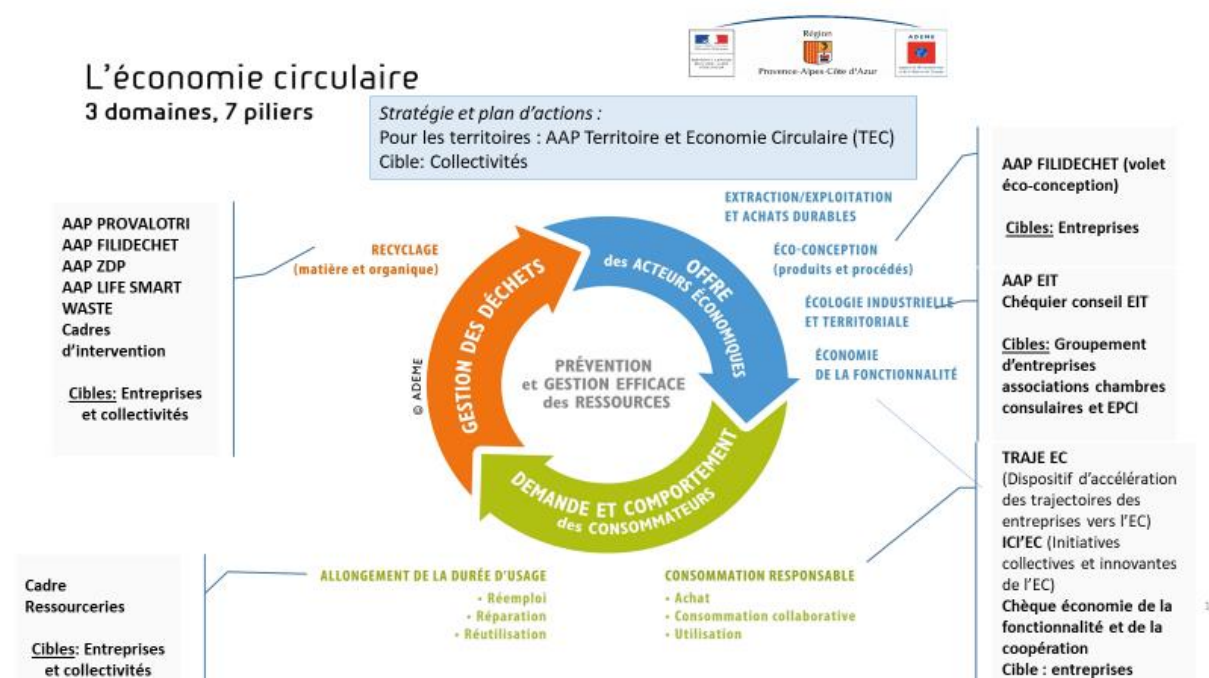 L'économie circulaire
3 domaines, 7 piliers
Région
Provence-Alpes-Côte d'Azur
ADEME
Stratégie et plan d'actions :
Pour les territoires : AAP Territoire et Economie Circulaire (TEC)
Cible: Collectivités
AAP PROVALOTRI
AAP FILIDECHET
AAP ZDP
AAP LIFE SMART
WASTE
Cadres
d'intervention
Cibles: Entreprises
et collectivités
RECYCLAGE
(matière et organique)
EXTRACTION/EXPLOITATION
ET ACHATS DURABLES
ÉCO-CONCEPTION
(produits et procédés)
ÉCOLOGIE INDUSTRIELLE
ET TERRITORIALE
ÉCONOMIE
DE LA FONCTIONNALITÉ
GESTION DES DÉCHETS
OFFRE
des ACTEURS ÉCONOMIQUES
DEMANDE ET COMPORTEMENT
des CONSOMMATEURS
PRÉVENTION
et GESTION EFFICACE
des RESSOURCES
© ADEME
AAP FILIDECHET (volet
éco-conception)
Cibles: Entreprises
AAP EIT
Chéquier conseil EIT
Cibles: Groupement
d'entreprises
associations chambres
consulaires et EPCI
TRAJE EC
(Dispositif d'accélération
des trajectoires des
entreprises vers l'EC)
ICI'EC (Initiatives
collectives et innovantes
de l'EC)
Chèque économie de la
fonctionnalité et de la
coopération
Cible : entreprises
ALLONGEMENT DE LA DURÉE D'USAGE
• Réemploi
• Réparation
• Réutilisation
CONSOMMATION RESPONSABLE
• Achat
• Consommation collaborative
• Utilisation
Cadre
Ressourceries
Cibles: Entreprises
et collectivités